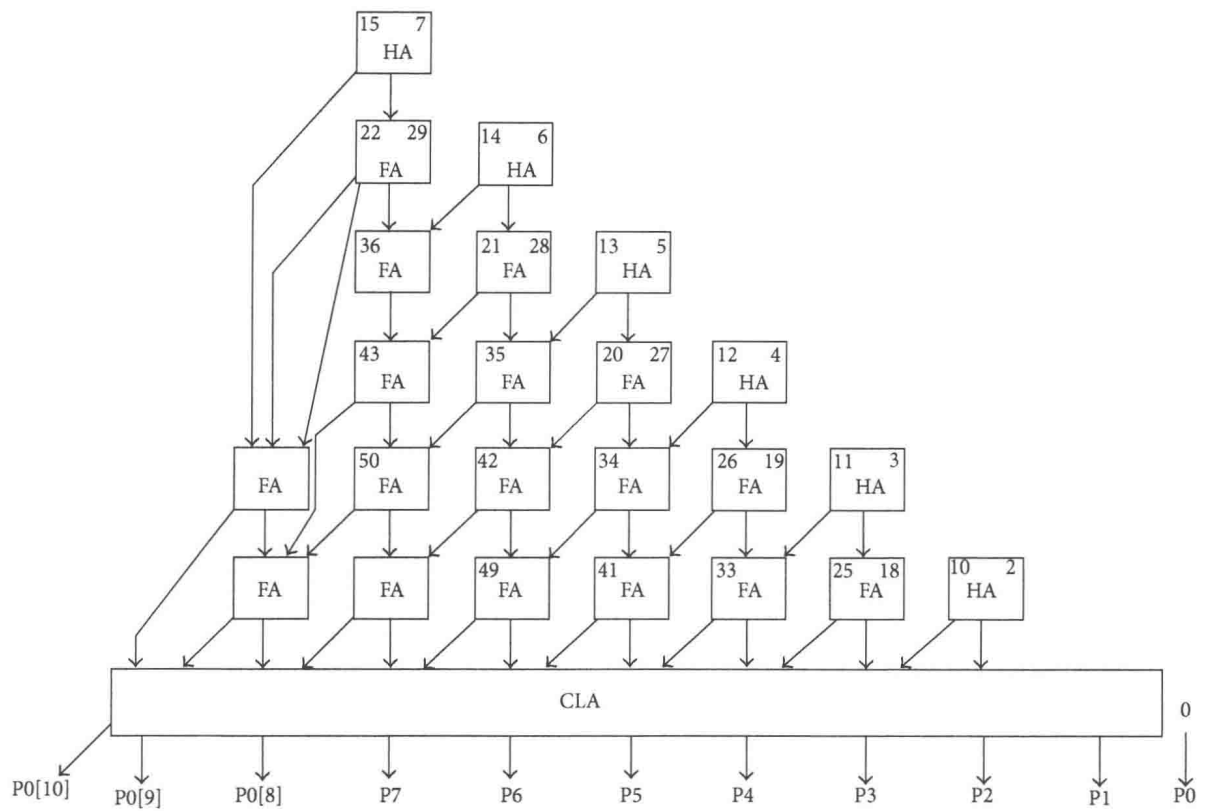 15 7
HA
22 29
FA
14 6
HA
36
FA
21 28
FA
13 5
HA
43
FA
35
FA
20 27
FA
12 4
HA
FA
50
FA
42
FA
34
FA
26 19
FA
11 3
HA
FA
FA
49
FA
41
FA
33
FA
25 18
FA
10 2
HA
CLA
0
P0[10]
P0[9]
P0[8]
P7
P6
P5
P4
P3
P2
P1
P0